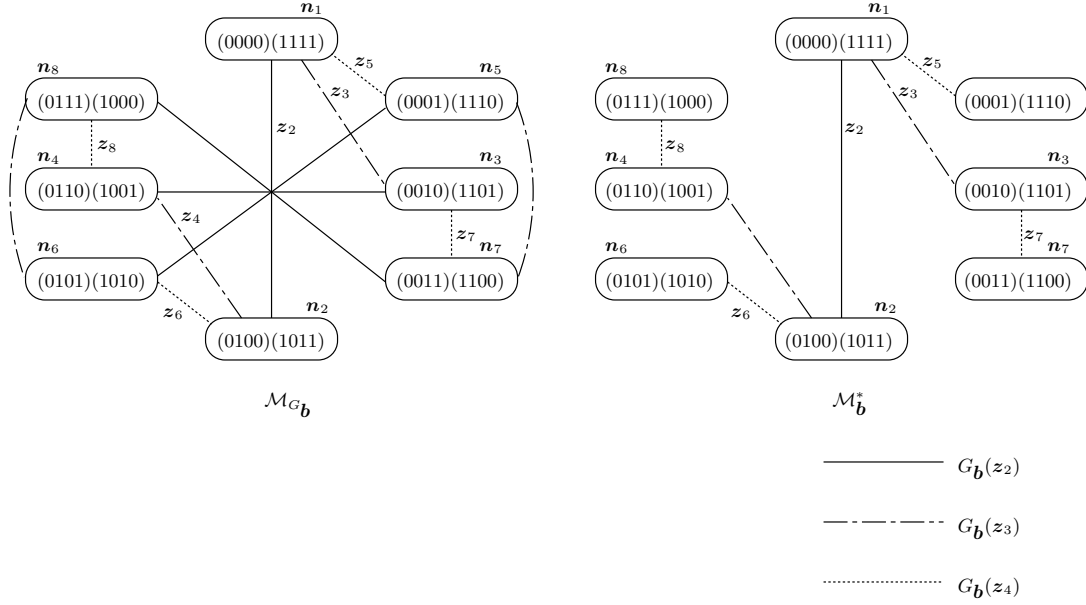 n₁
(0000)(1111)
n₈
(0111)(1000)
z₅
n₅
(0001)(1110)
z₃
z₂
z₈
n₄
(0110)(1001)
n₃
(0010)(1101)
z₄
z₇
n₆
(0101)(1010)
n₇
(0011)(1100)
z₆
n₂
(0100)(1011)
ℳ_{G_b}
n₁
(0000)(1111)
n₈
(0111)(1000)
z₅
n₅
(0001)(1110)
z₃
z₂
z₈
n₄
(0110)(1001)
n₃
(0010)(1101)
z₇
n₆
(0101)(1010)
n₇
(0011)(1100)
z₆
n₂
(0100)(1011)
ℳ*_b
G_b(z₂)
G_b(z₃)
G_b(z₄)